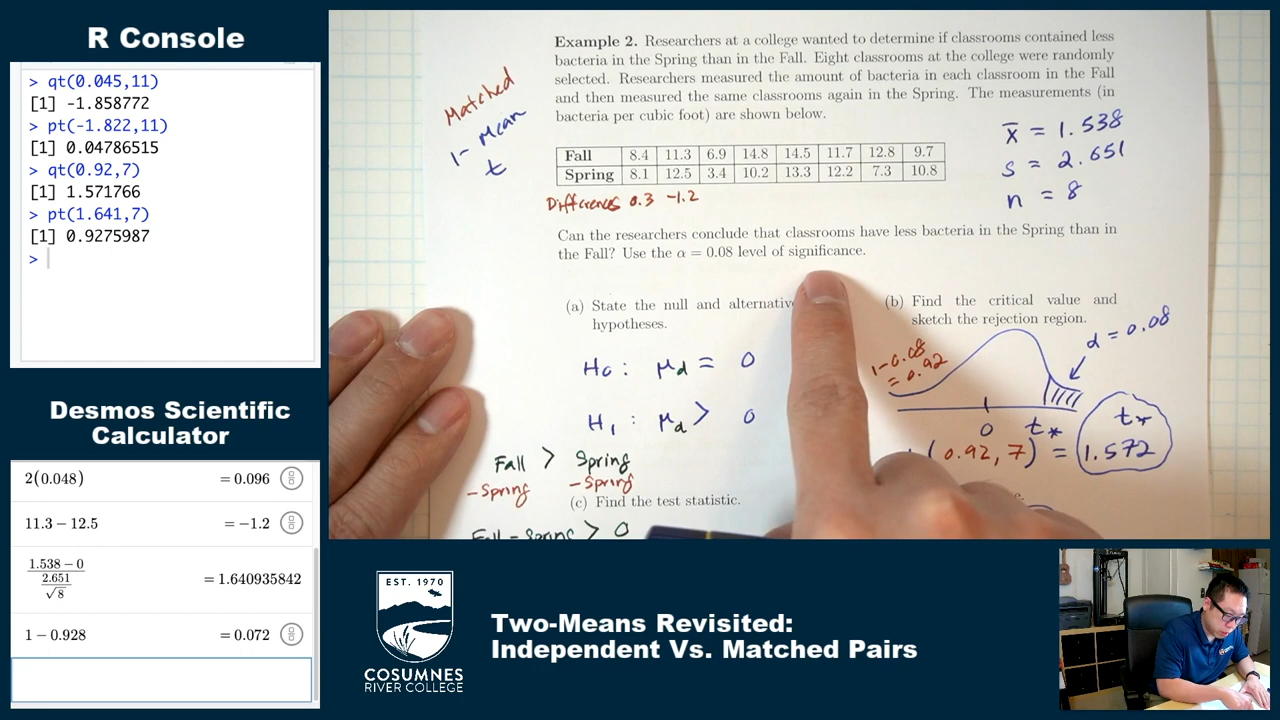 R Console
> qt(0.045,11)
[1] -1.858772
> pt(-1.822,11)
[1] 0.04786515
> qt(0.92,7)
[1] 1.571766
> pt(1.641,7)
[1] 0.9275987
>
Desmos Scientific
Calculator
2(0.048) = 0.096
11.3 − 12.5 = −1.2
1.538 − 0
2.651
√8
= 1.640935842
1 − 0.928 = 0.072
Matched
1-Mean
t
Example 2. Researchers at a college wanted to determine if classrooms contained less
bacteria in the Spring than in the Fall. Eight classrooms at the college were randomly
selected. Researchers measured the amount of bacteria in each classroom in the Fall
and then measured the same classrooms again in the Spring. The measurements (in
bacteria per cubic foot) are shown below.
Fall 8.4 11.3 6.9 14.8 14.5 11.7 12.8 9.7
Spring 8.1 12.5 3.4 10.2 13.3 12.2 7.3 10.8
Differences 0.3 -1.2
x̄ = 1.538
s = 2.651
n = 8
Can the researchers conclude that classrooms have less bacteria in the Spring than in
the Fall? Use the α = 0.08 level of significance.
(a) State the null and alternative
hypotheses.
H₀ : μd = 0
H₁ : μd > 0
Fall > Spring
-Spring -Spring
Fall - Spring > 0
(b) Find the critical value and
sketch the rejection region.
1-0.08
= 0.92
α = 0.08
0 t*
(0.92, 7) =
t*
1.572
(c) Find the test statistic.
EST. 1970
COSUMNES
RIVER COLLEGE
Two-Means Revisited:
Independent Vs. Matched Pairs